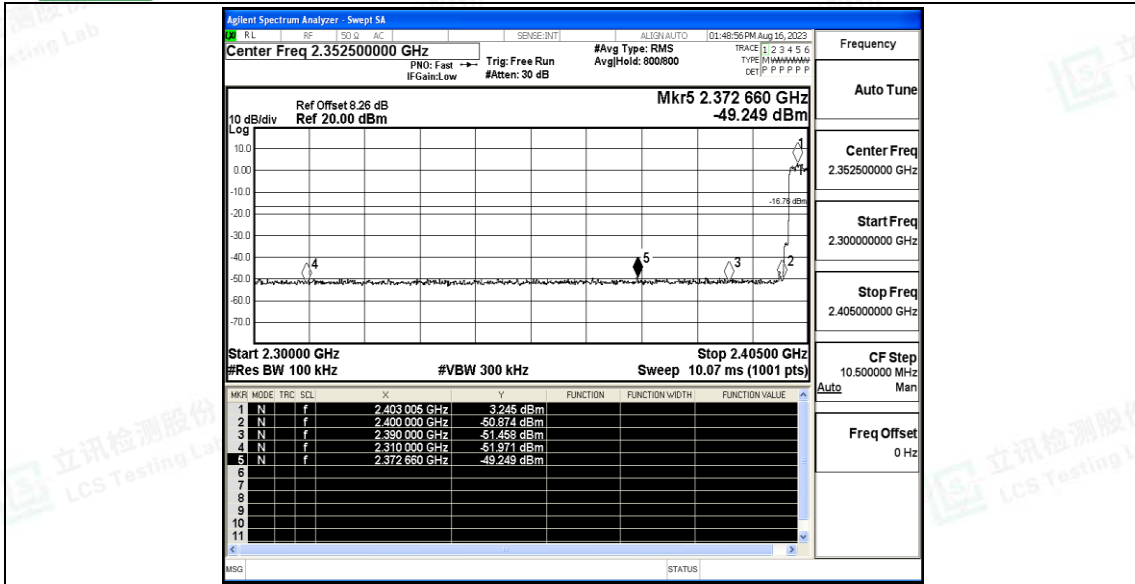 Agilent Spectrum Analyzer - Swept SA
LXI RL RF 50 Ω AC SENSE:INT ALIGNAUTO 01:48:56 PM Aug 16, 2023
Center Freq 2.352500000 GHz
PNO: Fast
IFGain:Low
Trig: Free Run
#Atten: 30 dB
#Avg Type: RMS
Avg|Hold: 800/800
TRACE 1 2 3 4 5 6
TYPE M WWWWW
DET P P P P P P
Mkr5 2.372 660 GHz
-49.249 dBm
Ref Offset 8.26 dB
10 dB/div Ref 20.00 dBm
Log
10.0
0.00
-10.0
-20.0
-30.0
-40.0
-50.0
-60.0
-70.0
-16.76 dBm
1
2
3
4
5
Start 2.30000 GHz Stop 2.40500 GHz
#Res BW 100 kHz #VBW 300 kHz Sweep 10.07 ms (1001 pts)
MKR MODE TRC SCL X Y FUNCTION FUNCTION WIDTH FUNCTION VALUE
1 N f 2.403 005 GHz 3.245 dBm
2 N f 2.400 000 GHz -50.874 dBm
3 N f 2.390 000 GHz -51.458 dBm
4 N f 2.310 000 GHz -51.971 dBm
5 N f 2.372 660 GHz -49.249 dBm
6
7
8
9
10
11
MSG STATUS
Frequency
Auto Tune
Center Freq
2.352500000 GHz
Start Freq
2.300000000 GHz
Stop Freq
2.405000000 GHz
CF Step
10.500000 MHz
Auto Man
Freq Offset
0 Hz
立讯检测股份
LCS Testing Lab
立讯检测股份
LCS Testing L